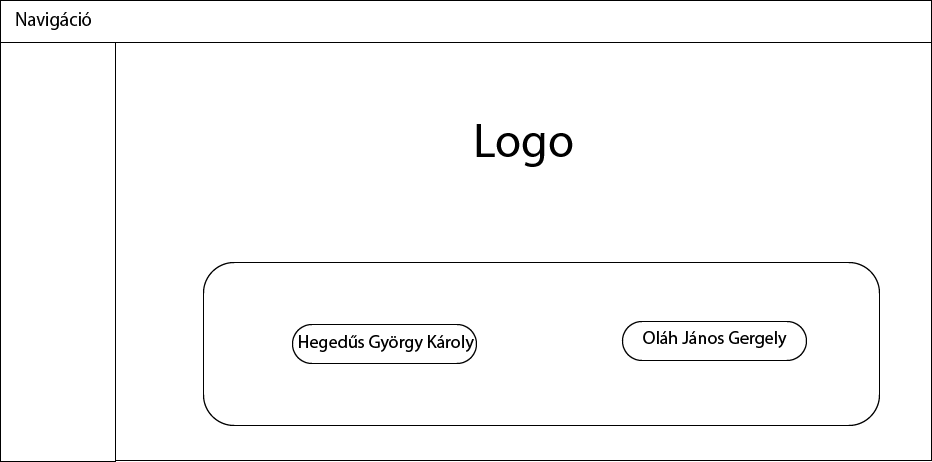 Navigáció
Logo
Hegedűs György Károly
Oláh János Gergely